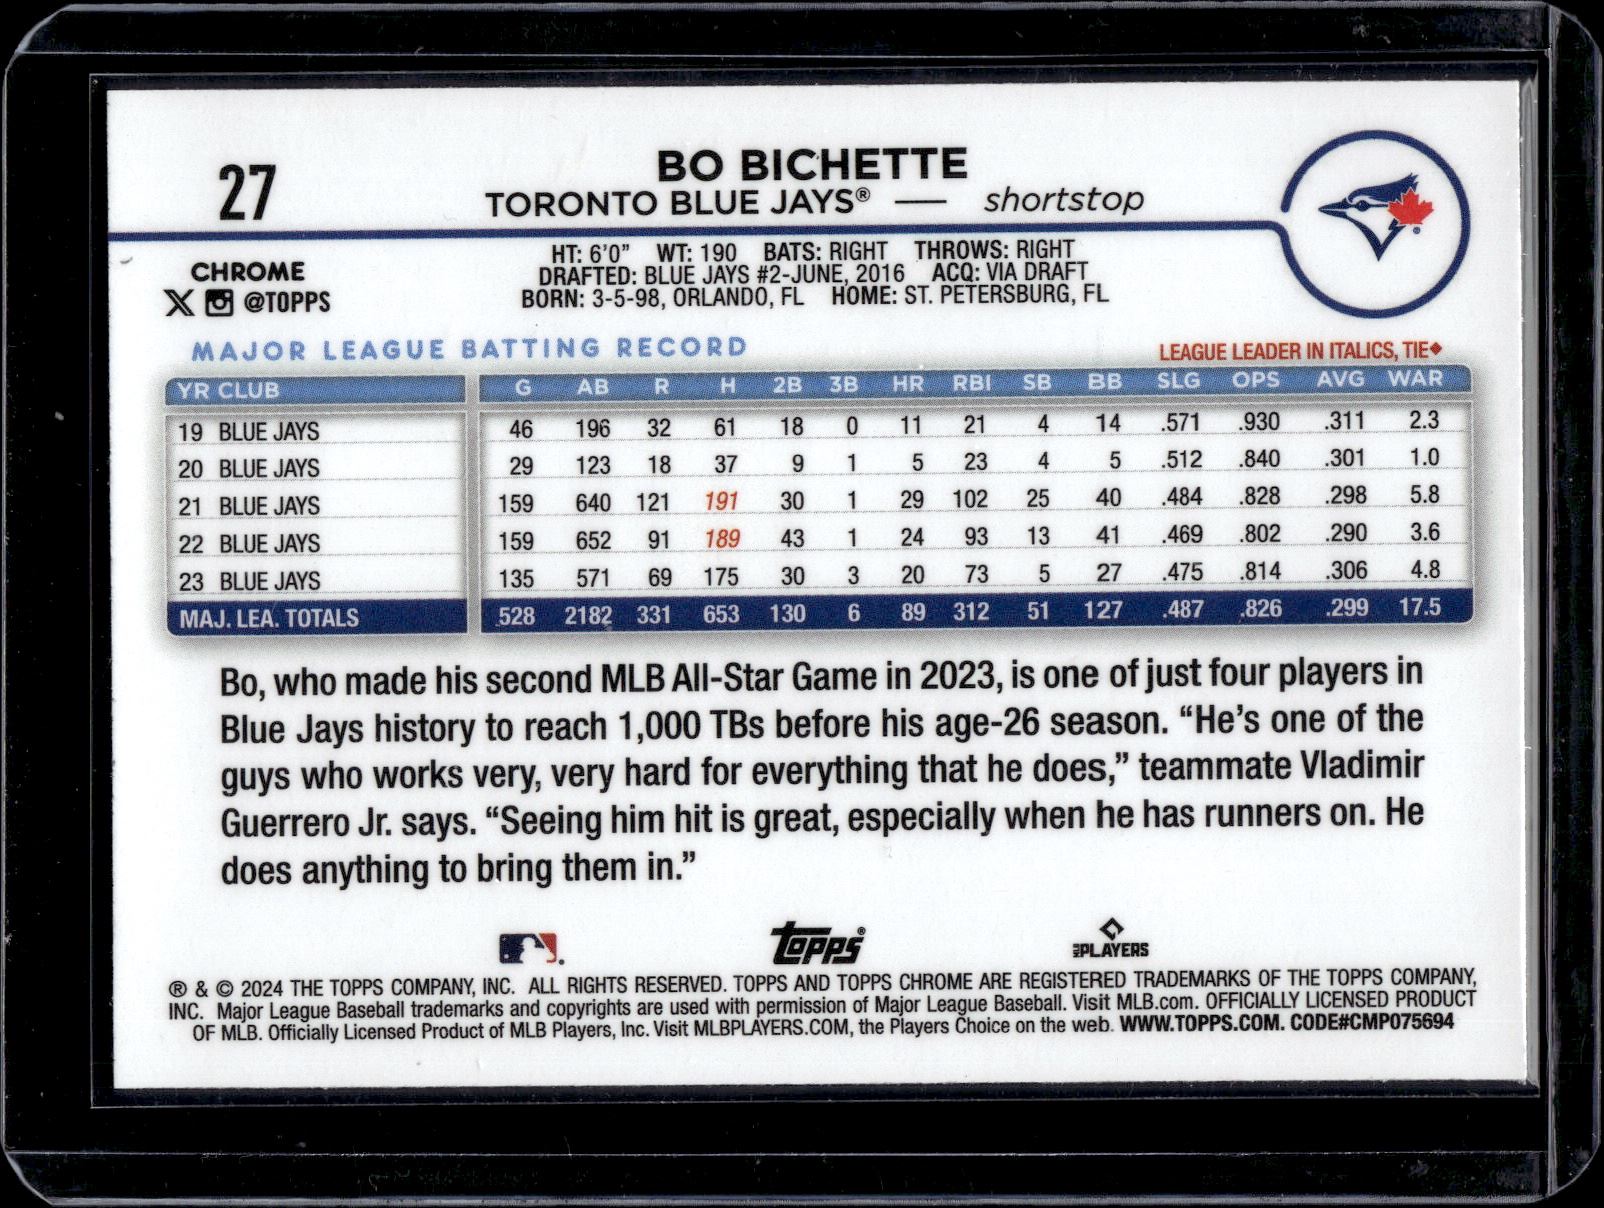 27
BO BICHETTE
TORONTO BLUE JAYS® — shortstop
HT: 6'0" WT: 190 BATS: RIGHT THROWS: RIGHT
DRAFTED: BLUE JAYS #2-JUNE, 2016 ACQ: VIA DRAFT
BORN: 3-5-98, ORLANDO, FL HOME: ST. PETERSBURG, FL
CHROME
X @TOPPS
MAJOR LEAGUE BATTING RECORD
LEAGUE LEADER IN ITALICS, TIE◆
YR CLUB G AB R H 2B 3B HR RBI SB BB SLG OPS AVG WAR
19 BLUE JAYS 46 196 32 61 18 0 11 21 4 14 .571 .930 .311 2.3
20 BLUE JAYS 29 123 18 37 9 1 5 23 4 5 .512 .840 .301 1.0
21 BLUE JAYS 159 640 121 191 30 1 29 102 25 40 .484 .828 .298 5.8
22 BLUE JAYS 159 652 91 189 43 1 24 93 13 41 .469 .802 .290 3.6
23 BLUE JAYS 135 571 69 175 30 3 20 73 5 27 .475 .814 .306 4.8
MAJ. LEA. TOTALS 528 2182 331 653 130 6 89 312 51 127 .487 .826 .299 17.5
Bo, who made his second MLB All-Star Game in 2023, is one of just four players in
Blue Jays history to reach 1,000 TBs before his age-26 season. “He’s one of the
guys who works very, very hard for everything that he does,” teammate Vladimir
Guerrero Jr. says. “Seeing him hit is great, especially when he has runners on. He
does anything to bring them in.”
Topps®
MLB PLAYERS
® & © 2024 THE TOPPS COMPANY, INC. ALL RIGHTS RESERVED. TOPPS AND TOPPS CHROME ARE REGISTERED TRADEMARKS OF THE TOPPS COMPANY,
INC. Major League Baseball trademarks and copyrights are used with permission of Major League Baseball. Visit MLB.com. OFFICIALLY LICENSED PRODUCT
OF MLB. Officially Licensed Product of MLB Players, Inc. Visit MLBPLAYERS.COM, the Players Choice on the web. WWW.TOPPS.COM. CODE#CMP075694